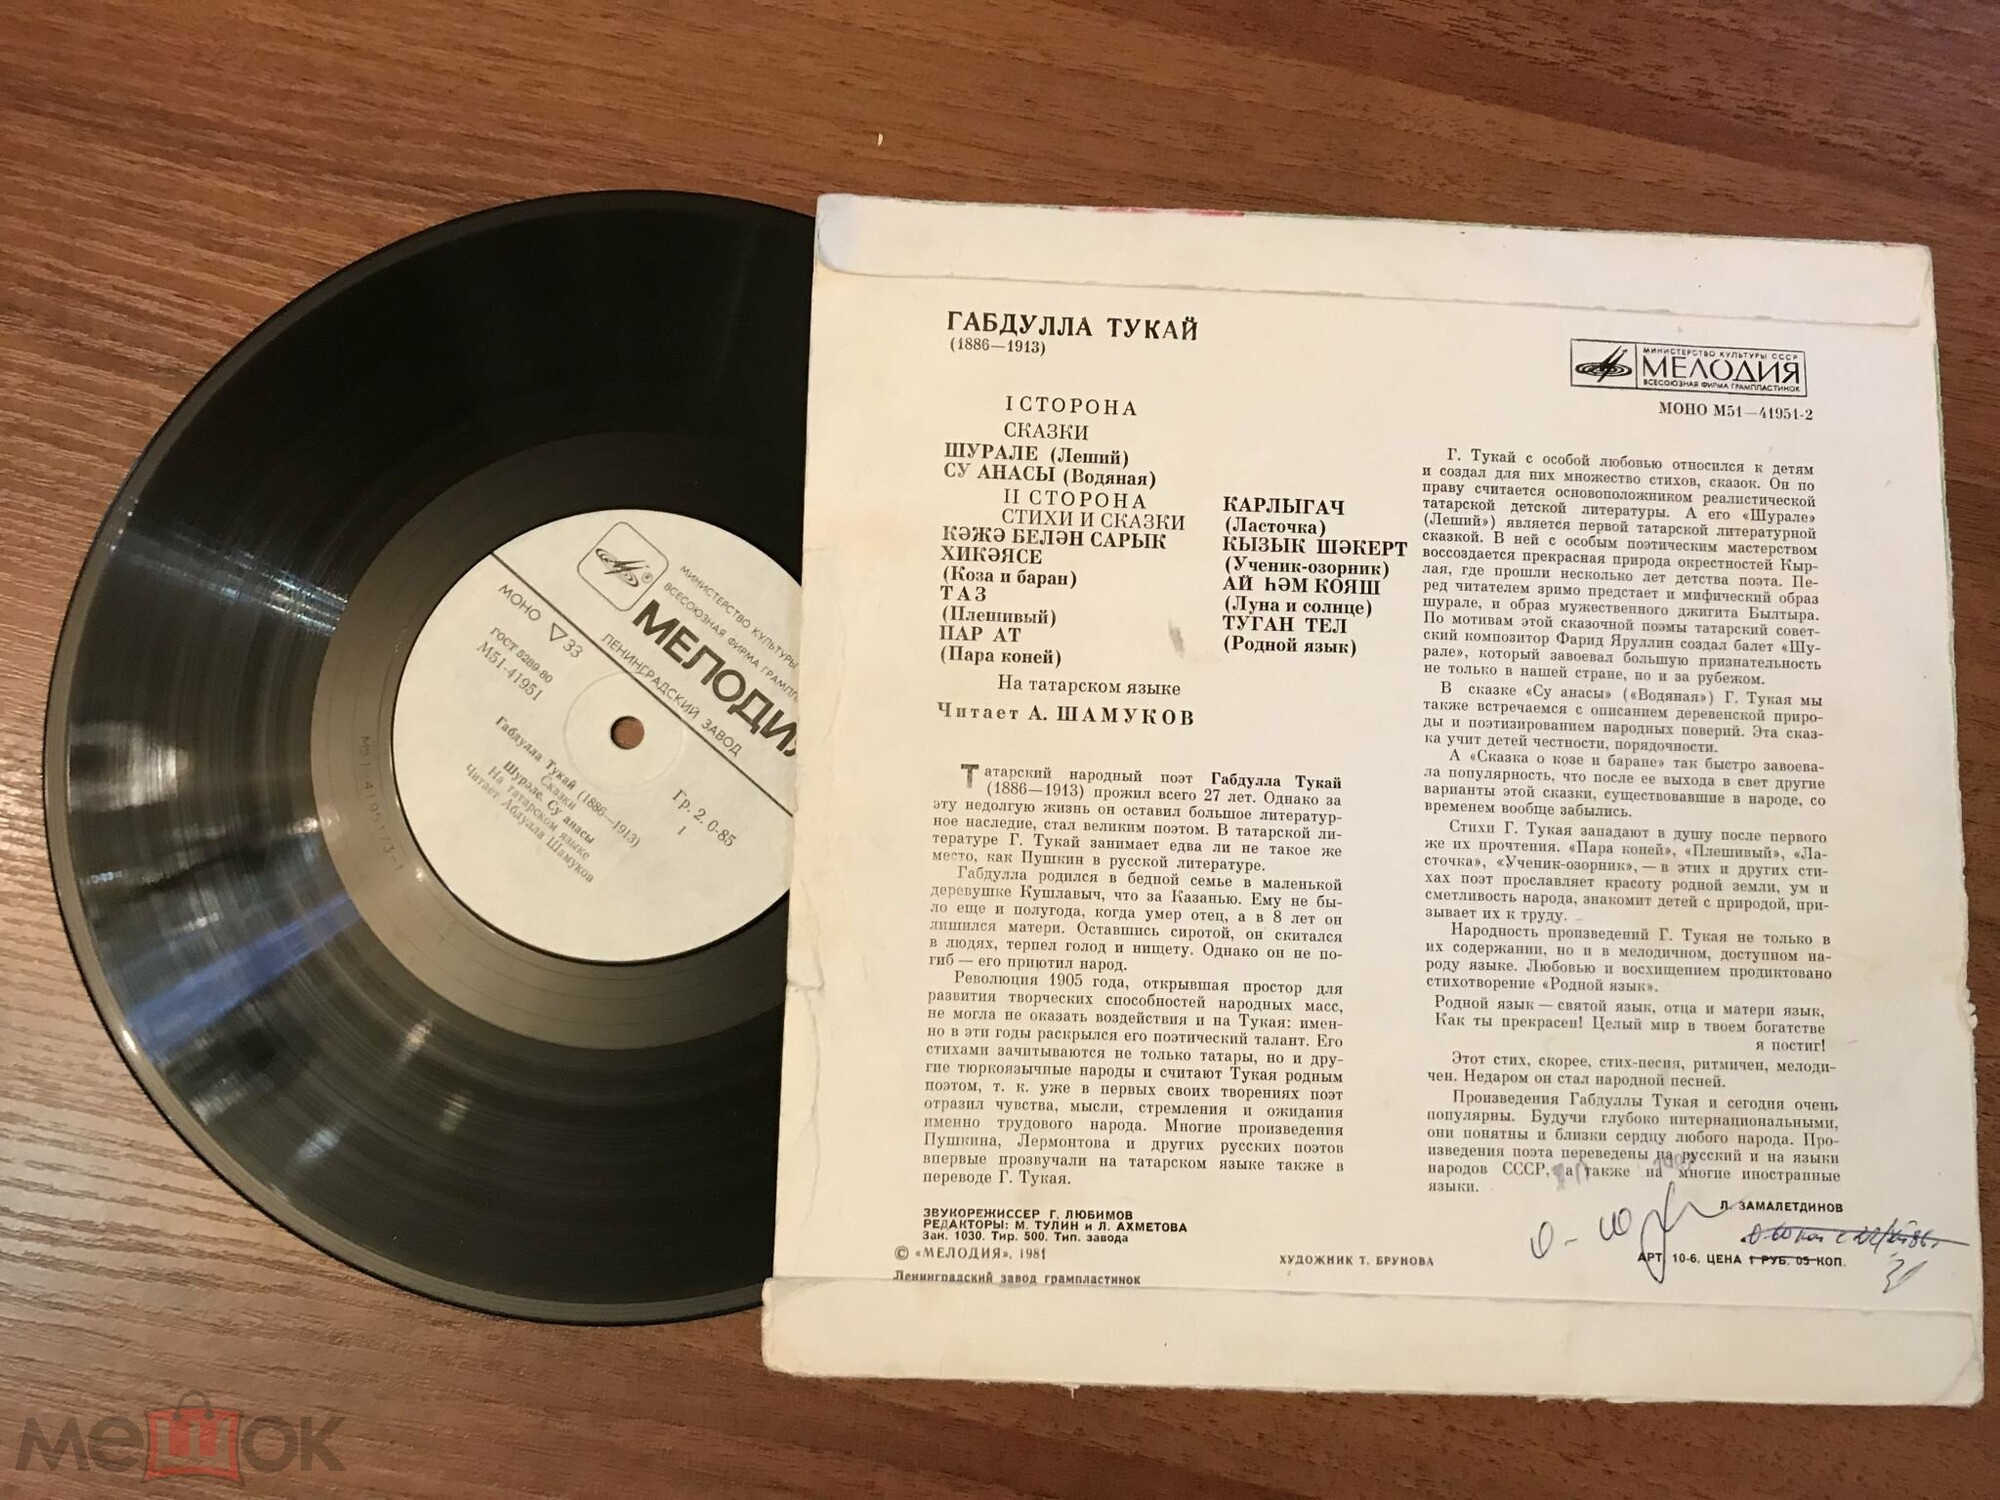 ГАБДУЛЛА ТУКАЙ
(1886—1913)
I СТОРОНА
СКАЗКИ
ШУРАЛЕ (Леший)
СУ АНАСЫ (Водяная)
II СТОРОНА
СТИХИ И СКАЗКИ
КӘҖӘ БЕЛӘН САРЫК
ХИКӘЯСЕ
(Коза и баран)
ТАЗ
(Плешивый)
ПАР АТ
(Пара коней)
КАРЛЫГАЧ
(Ласточка)
КЫЗЫК ШӘКЕРТ
(Ученик-озорник)
АЙ ҺӘМ КОЯШ
(Луна и солнце)
ТУГАН ТЕЛ
(Родной язык)
На татарском языке
Читает А. ШАМУКОВ
Татарский народный поэт Габдулла Тукай
(1886—1913) прожил всего 27 лет. Однако за
эту недолгую жизнь он оставил большое литератур-
ное наследие, стал великим поэтом. В татарской ли-
тературе Г. Тукай занимает едва ли не такое же
место, как Пушкин в русской литературе.
Габдулла родился в бедной семье в маленькой
деревушке Кушлавыч, что за Казанью. Ему не бы-
ло еще и полугода, когда умер отец, а в 8 лет он
лишился матери. Оставшись сиротой, он скитался
в людях, терпел голод и нищету. Однако он не по-
гиб — его приютил народ.
Революция 1905 года, открывшая простор для
развития творческих способностей народных масс,
не могла не оказать воздействия и на Тукая: имен-
но в эти годы раскрылся его поэтический талант. Его
стихами зачитываются не только татары, но и дру-
гие тюркоязычные народы и считают Тукая родным
поэтом, т. к. уже в первых своих творениях поэт
отразил чувства, мысли, стремления и ожидания
именно трудового народа. Многие произведения
Пушкина, Лермонтова и других русских поэтов
впервые прозвучали на татарском языке также в
переводе Г. Тукая.
ЗВУКОРЕЖИССЕР Г. ЛЮБИМОВ
РЕДАКТОРЫ: М. ТУЛИН и Л. АХМЕТОВА
Зак. 1030. Тир. 500. Тип. завода
© «МЕЛОДИЯ», 1981
Ленинградский завод грампластинок
ХУДОЖНИК Т. БРУНОВА
МИНИСТЕРСТВО КУЛЬТУРЫ СССР
МЕЛОДИЯ
ВСЕСОЮЗНАЯ ФИРМА ГРАМПЛАСТИНОК
МОНО М51—41951-2
Г. Тукай с особой любовью относился к детям
и создал для них множество стихов, сказок. Он по
праву считается основоположником реалистической
татарской детской литературы. А его «Шурале»
(Леший») является первой татарской литературной
сказкой. В ней с особым поэтическим мастерством
воссоздается прекрасная природа окрестностей Кыр-
лая, где прошли несколько лет детства поэта. Пе-
ред читателем зримо предстает и мифический образ
шурале, и образ мужественного джигита Былтыра.
По мотивам этой сказочной поэмы татарский совет-
ский композитор Фарид Яруллин создал балет «Шу-
рале», который завоевал большую признательность
не только в нашей стране, но и за рубежом.
В сказке «Су анасы» («Водяная») Г. Тукая мы
также встречаемся с описанием деревенской приро-
ды и поэтизированием народных поверий. Эта сказ-
ка учит детей честности, порядочности.
А «Сказка о козе и баране» так быстро завоева-
ла популярность, что после ее выхода в свет другие
варианты этой сказки, существовавшие в народе, со
временем вообще забылись.
Стихи Г. Тукая западают в душу после первого
же их прочтения. «Пара коней», «Плешивый», «Ла-
сточка», «Ученик-озорник», — в этих и других сти-
хах поэт прославляет красоту родной земли, ум и
сметливость народа, знакомит детей с природой, при-
зывает их к труду.
Народность произведений Г. Тукая не только в
их содержании, но и в мелодичном, доступном на-
роду языке. Любовью и восхищением продиктовано
стихотворение «Родной язык».
Родной язык — святой язык, отца и матери язык,
Как ты прекрасен! Целый мир в твоем богатстве
я постиг!
Этот стих, скорее, стих-песня, ритмичен, мелоди-
чен. Недаром он стал народной песней.
Произведения Габдуллы Тукая и сегодня очень
популярны. Будучи глубоко интернациональными,
они понятны и близки сердцу любого народа. Про-
изведения поэта переведены на русский и на языки
народов СССР, а также на многие иностранные
языки.
Л. ЗАМАЛЕТДИНОВ
АРТ. 10-6. ЦЕНА 1 РУБ. 05 КОП.
МИНИСТЕРСТВО КУЛЬТУРЫ
ВСЕСОЮЗНАЯ ФИРМА ГРАМПЛ
МЕЛОДИЯ
ЛЕНИНГРАДСКИЙ ЗАВОД
МОНО 33
ГОСТ 5289-80
М51-41951
Гр. 2. 0-85
1
Габдулла Тукай (1886—1913)
Сказки
Шурале. Су анасы
На татарском языке
Читает Абдулла Шамуков
мешок